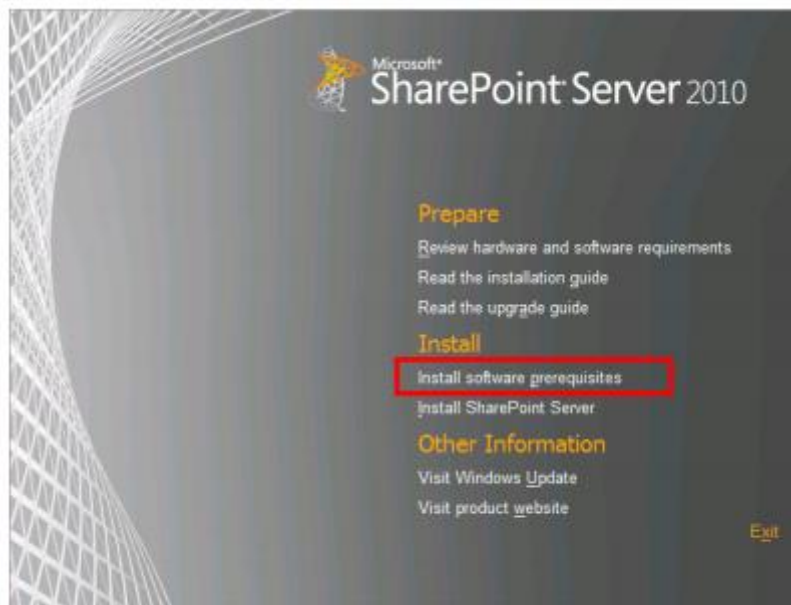 Microsoft®
SharePoint® Server 2010
Prepare
Review hardware and software requirements
Read the installation guide
Read the upgrade guide
Install
Install software prerequisites
Install SharePoint Server
Other Information
Visit Windows Update
Visit product website
Exit